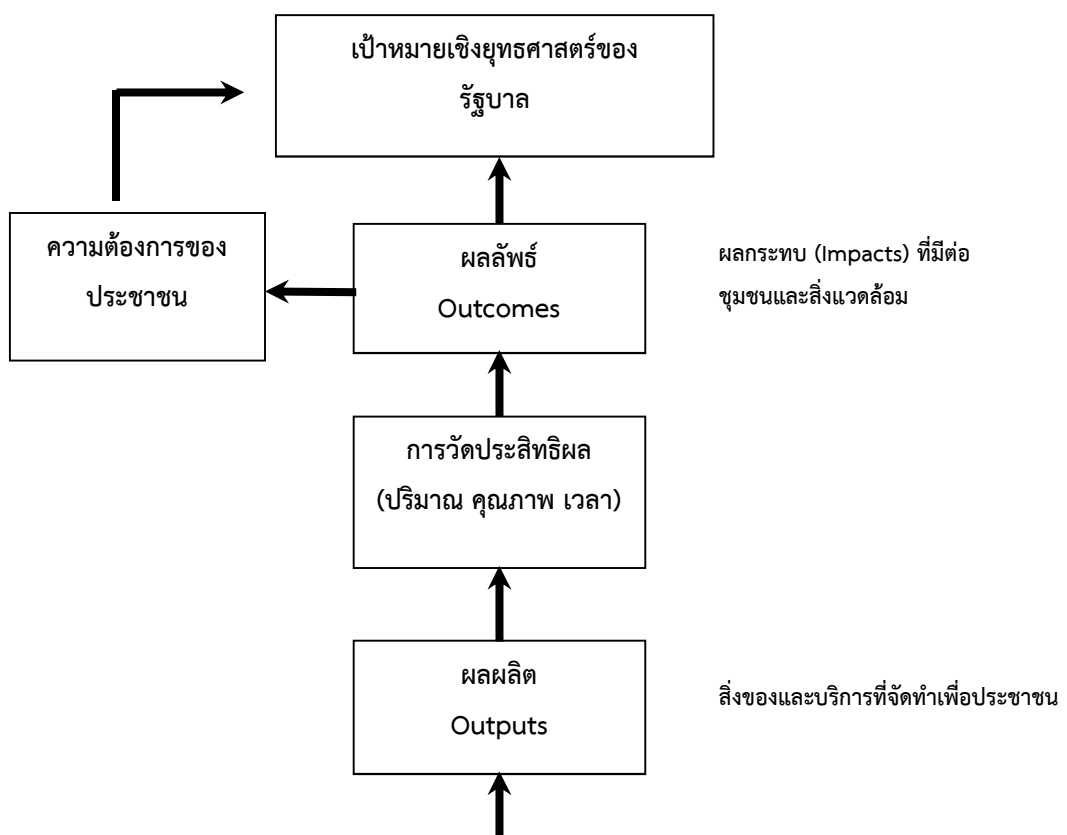 เป้าหมายเชิงยุทธศาสตร์ของ
รัฐบาล
ความต้องการของ
ประชาชน
ผลลัพธ์
Outcomes
ผลกระทบ (Impacts) ที่มีต่อ
ชุมชนและสิ่งแวดล้อม
การวัดประสิทธิผล
(ปริมาณ คุณภาพ เวลา)
ผลผลิต
Outputs
สิ่งของและบริการที่จัดทำเพื่อประชาชน